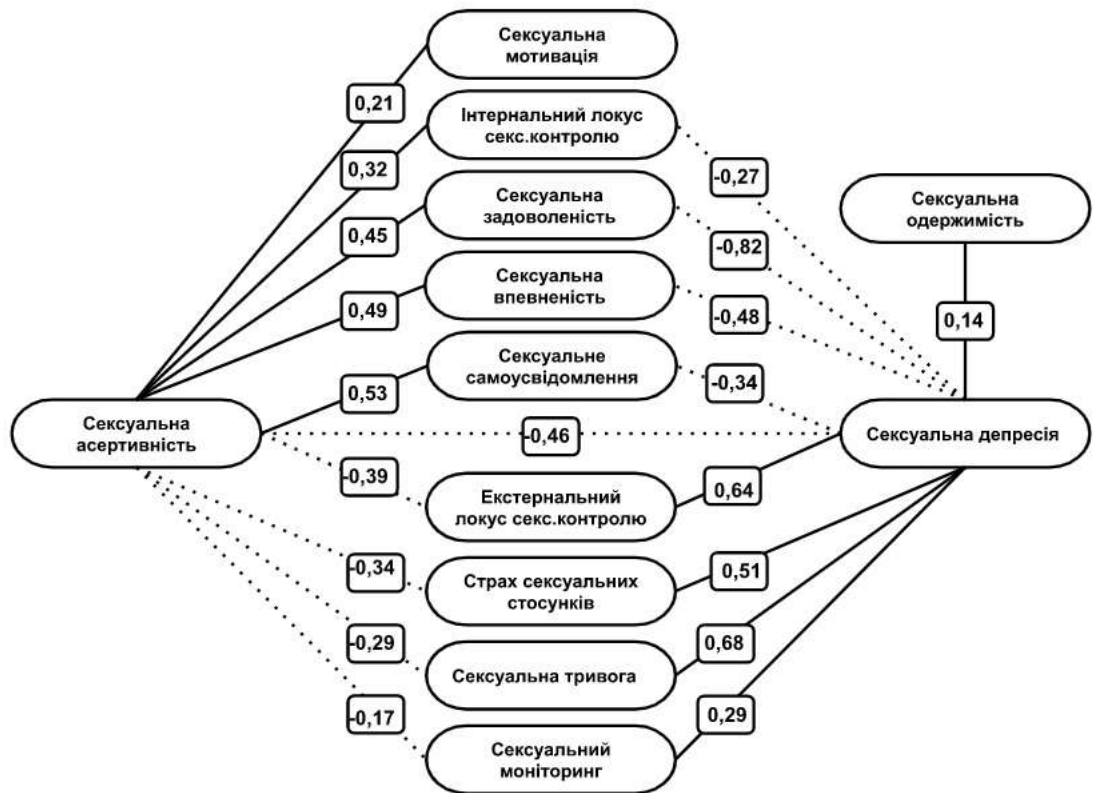 Сексуальна
мотивація
0,21
Інтернальний локус
секс.контролю
0,32
-0,27
Сексуальна
одержимість
Сексуальна
задоволеність
0,45
-0,82
Сексуальна
впевненість
0,49
-0,48
0,14
Сексуальне
самоусвідомлення
0,53
-0,34
Сексуальна
асертивність
-0,46
Сексуальна депресія
-0,39
Екстернальний
локус секс.контролю
0,64
-0,34
Страх сексуальних
стосунків
0,51
-0,29
Сексуальна тривога
0,68
-0,17
Сексуальний
моніторинг
0,29